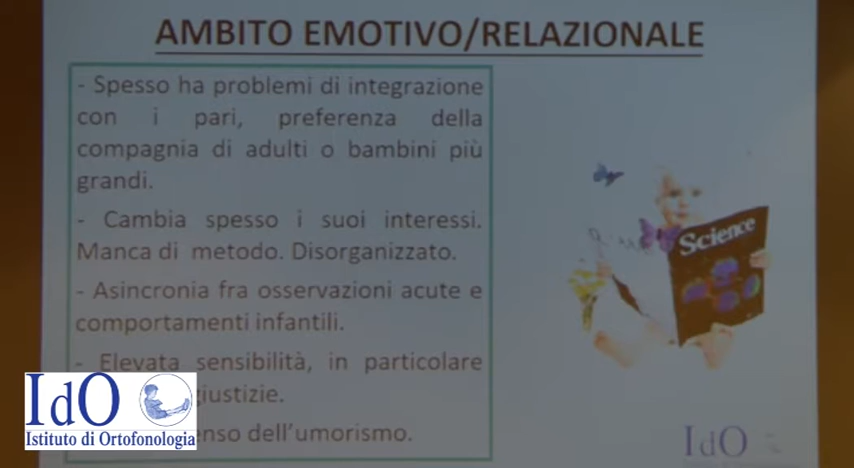 AMBITO EMOTIVO/RELAZIONALE
- Spesso ha problemi di integrazione
con i pari, preferenza della
compagnia di adulti o bambini più
grandi.
- Cambia spesso i suoi interessi.
Manca di metodo. Disorganizzato.
- Asincronia fra osservazioni acute e
comportamenti infantili.
- Elevata sensibilità, in particolare
giustizie.
enso dell'umorismo.
Science
IdO
Istituto di Ortofonologia
IdO